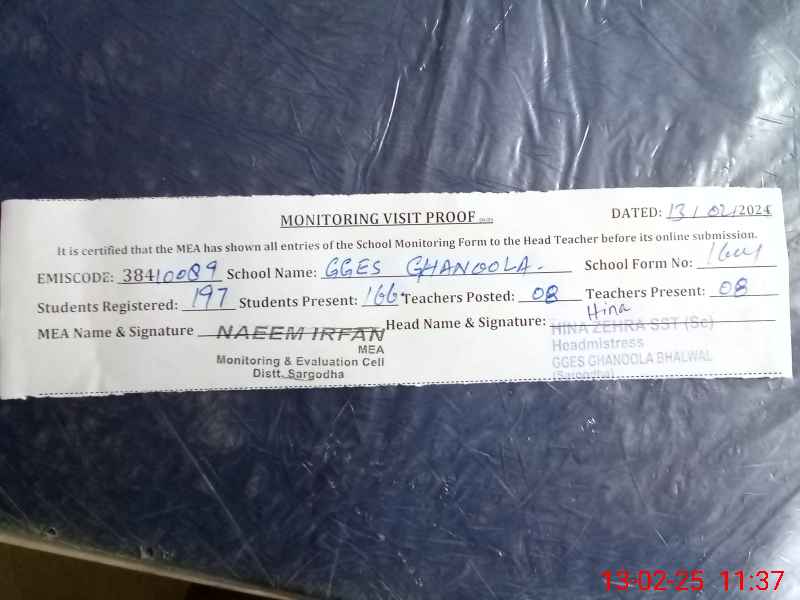 MONITORING VISIT PROOF
DATED: 13/02/2024
It is certified that the MEA has shown all entries of the School Monitoring Form to the Head Teacher before its online submission.
EMISCODE: 38410089 School Name: GGES GHANOOLA. School Form No:
Students Registered: 197 Students Present: 166 Teachers Posted: 08 Teachers Present: 08
MEA Name & Signature NAEEM IRFAN Head Name & Signature: Hina
MEA
Monitoring & Evaluation Cell
Distt. Sargodha
HINA ZEHRA SST (Sc)
Headmistress
GGES GHANOOLA BHALWAL
(Sargodha)
13-02-25 11:37